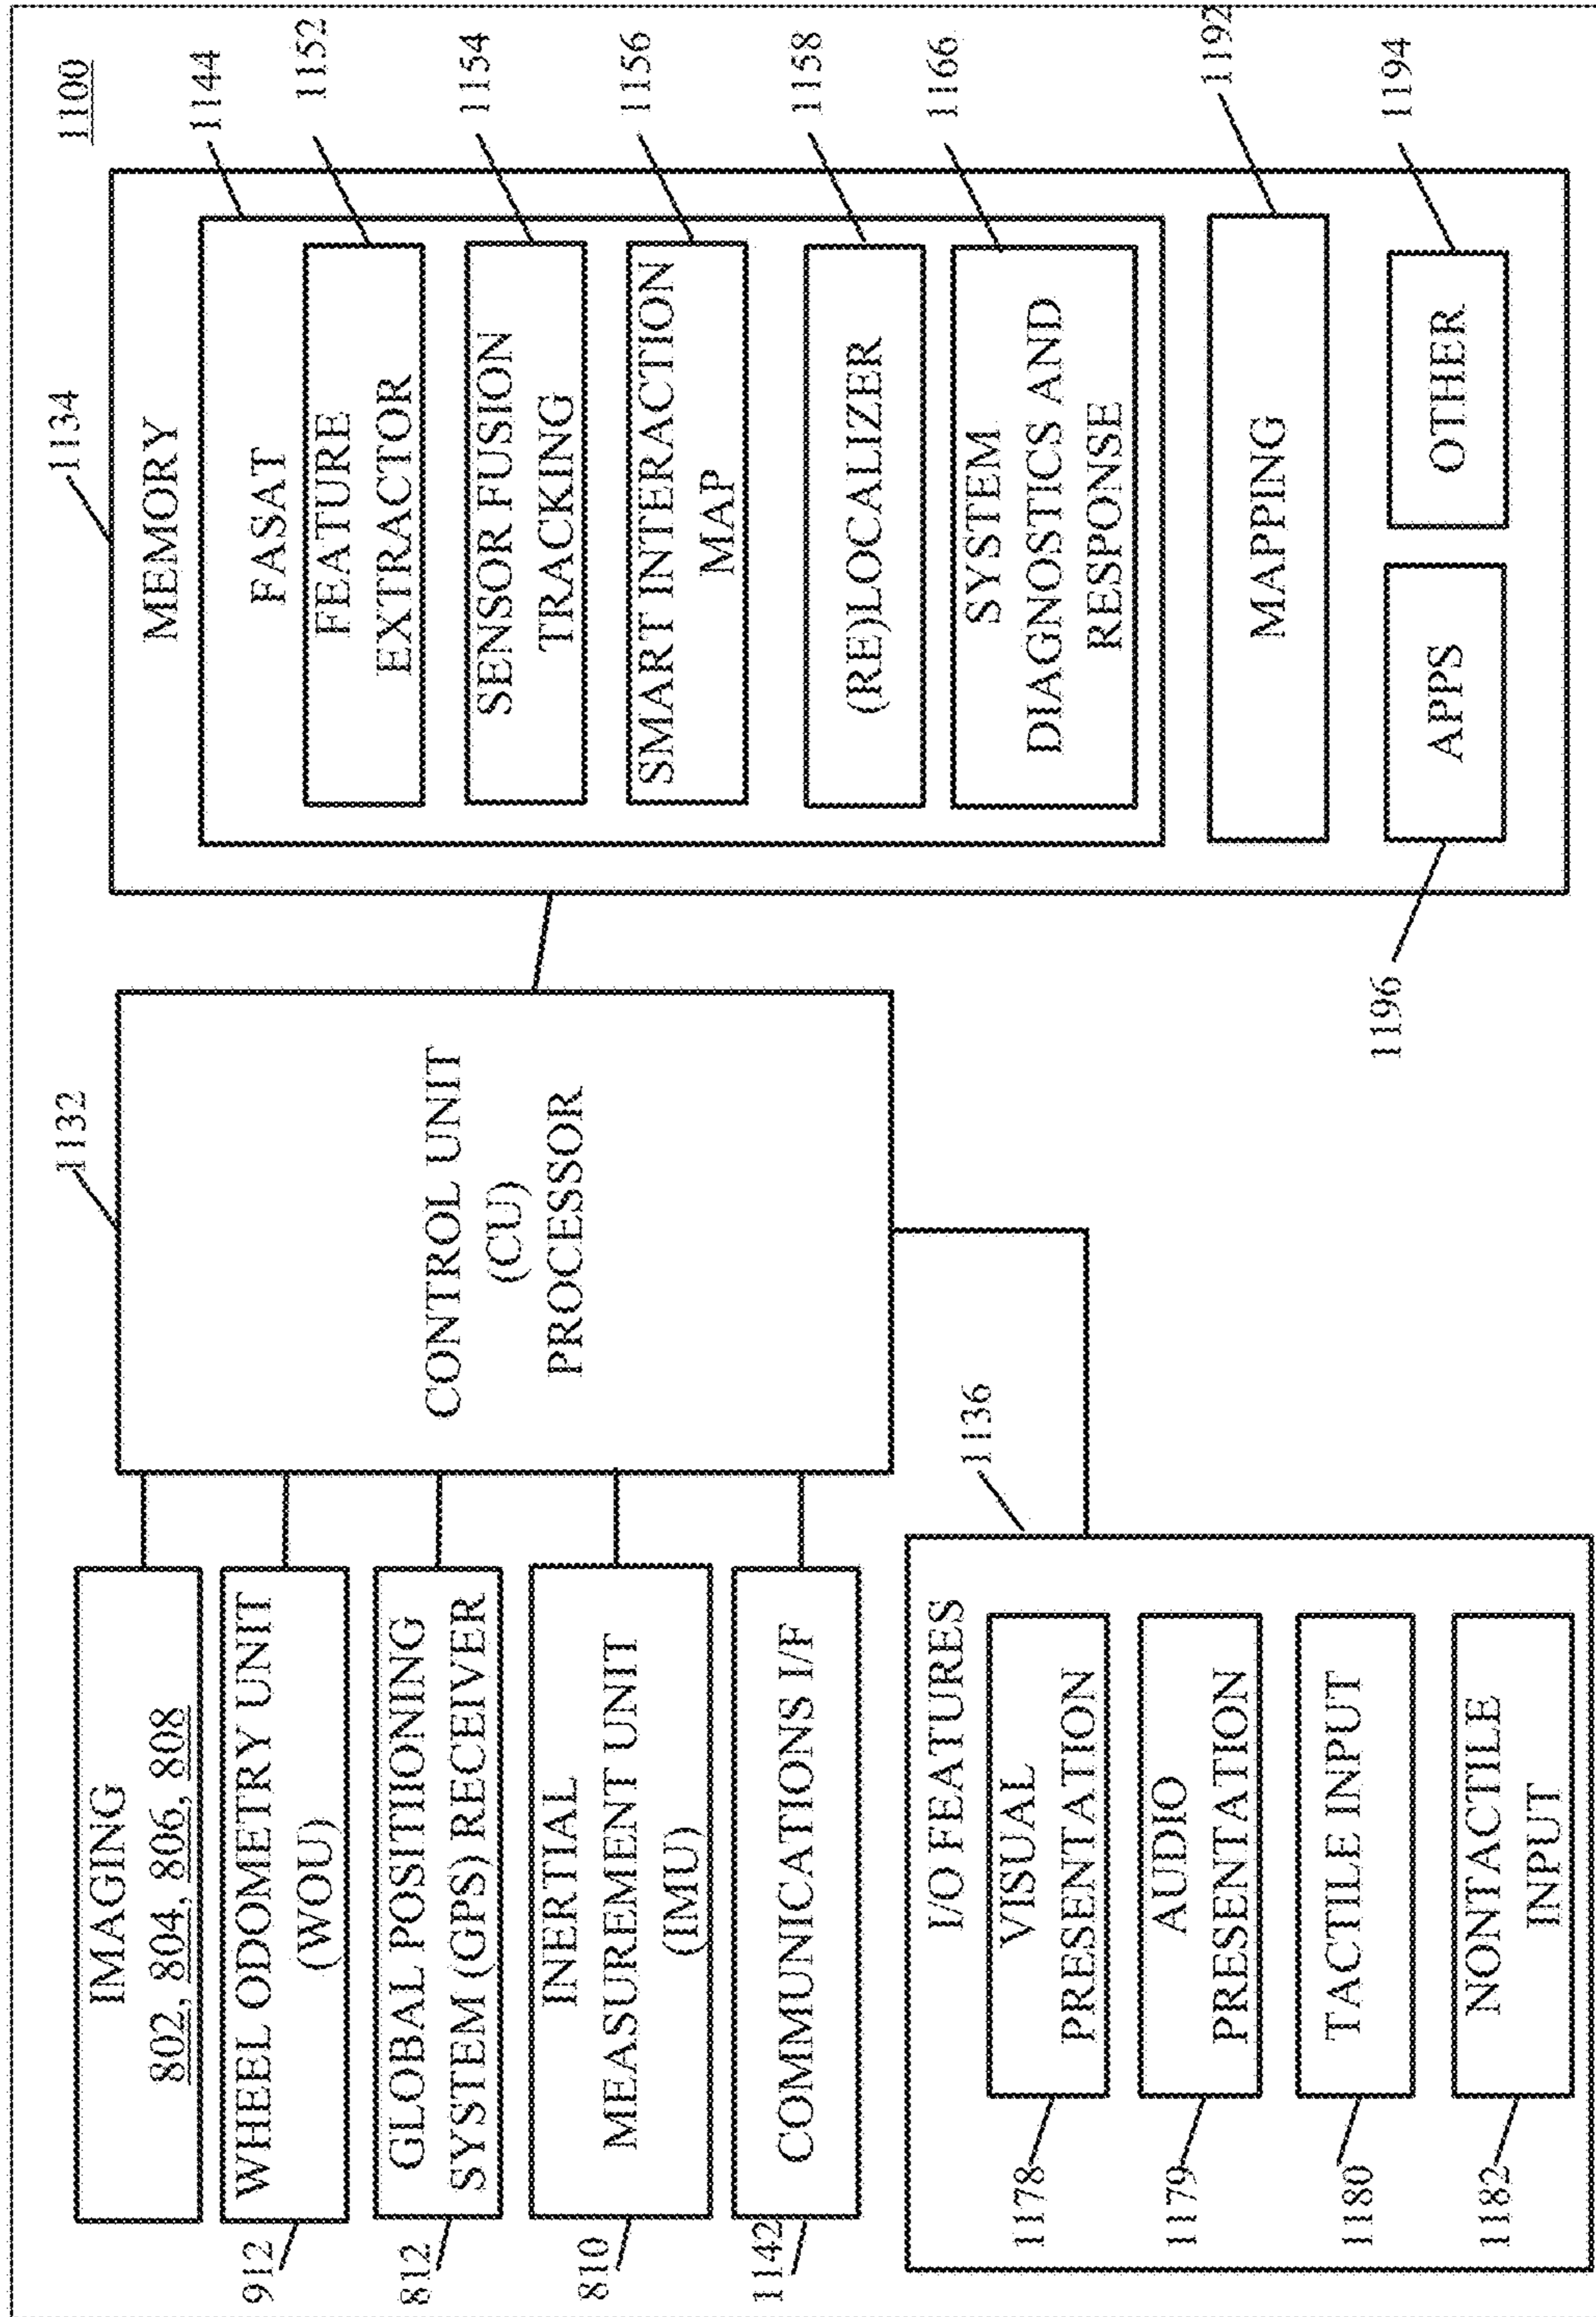 1100
IMAGING
802, 804, 806, 808
WHEEL ODOMETRY UNIT
(WOU)
912
GLOBAL POSITIIONING
SYSTEM (GPS) RECEIVER
812
INERTIAL
MEASUREMENT UNIT
(IMU)
810
COMMUNICATIONS I/F
1142
1132
CONTROL UNIT
(CU)
PROCESSOR
1136
I/O FEATURES
VISUAL
PRESENTATION
1178
AUDIO
PRESENTATION
1179
TACTILE INPUT
1180
NONTACTILE
INPUT
1182
1134
MEMORY
1144
FASAT
FEATURE
EXTRACTOR
1152
SENSOR FUSION
TRACKING
1154
SMART INTERACTION
MAP
1156
(RE)LOCALIZER
1158
SYSTEM
DIAGNOSTICS AND
RESPONSE
1166
MAPPING
1192
APPS
1196
OTHER
1194